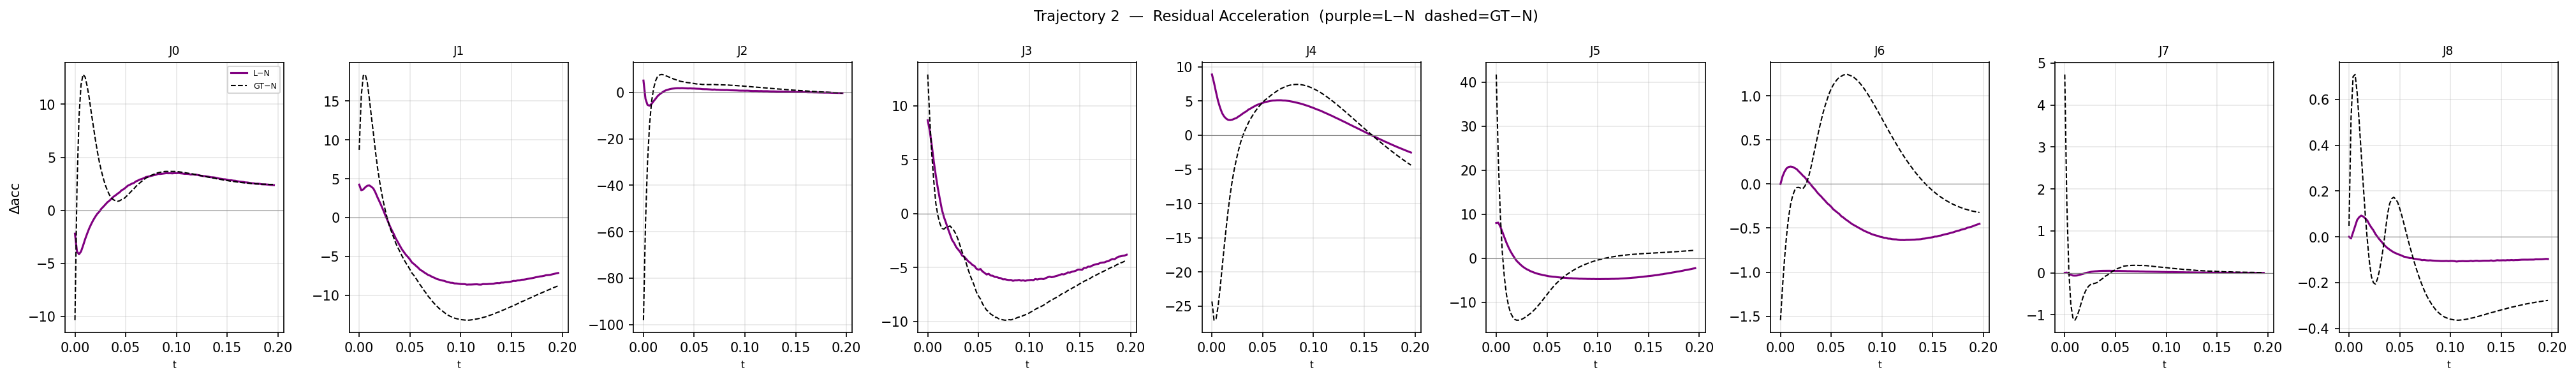 Trajectory 2 — Residual Acceleration (purple=L−N dashed=GT−N)
J0
J1
J2
J3
J4
J5
J6
J7
J8
Δacc
L−N
GT−N
10
5
0
−5
−10
0.00 0.05 0.10 0.15 0.20
t
15
10
5
0
−5
−10
0.00 0.05 0.10 0.15 0.20
t
0
−20
−40
−60
−80
−100
0.00 0.05 0.10 0.15 0.20
t
10
5
0
−5
−10
0.00 0.05 0.10 0.15 0.20
t
10
5
0
−5
−10
−15
−20
−25
0.00 0.05 0.10 0.15 0.20
t
40
30
20
10
0
−10
0.00 0.05 0.10 0.15 0.20
t
1.0
0.5
0.0
−0.5
−1.0
−1.5
0.00 0.05 0.10 0.15 0.20
t
5
4
3
2
1
0
−1
0.00 0.05 0.10 0.15 0.20
t
0.6
0.4
0.2
0.0
−0.2
−0.4
0.00 0.05 0.10 0.15 0.20
t